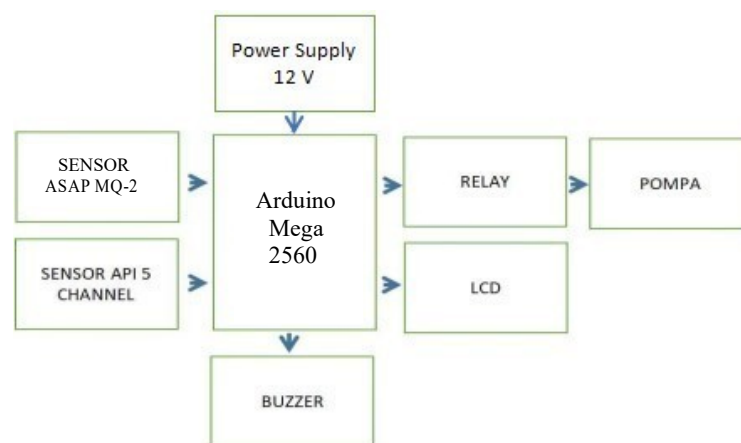 Power Supply
12 V
SENSOR
ASAP MQ-2
Arduino
Mega
2560
RELAY
POMPA
SENSOR API 5
CHANNEL
LCD
BUZZER